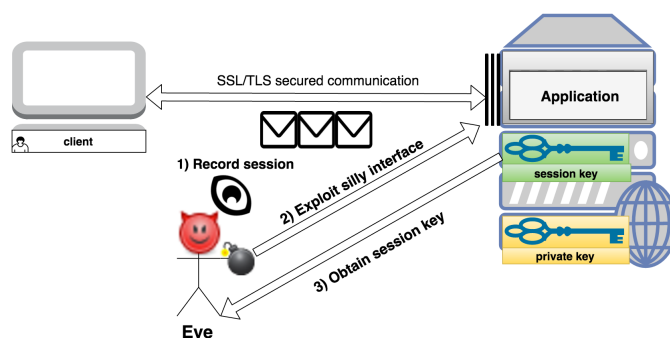 SSL/TLS secured communication
Application
client
1) Record session
2) Exploit silly interface
session key
3) Obtain session key
private key
Eve